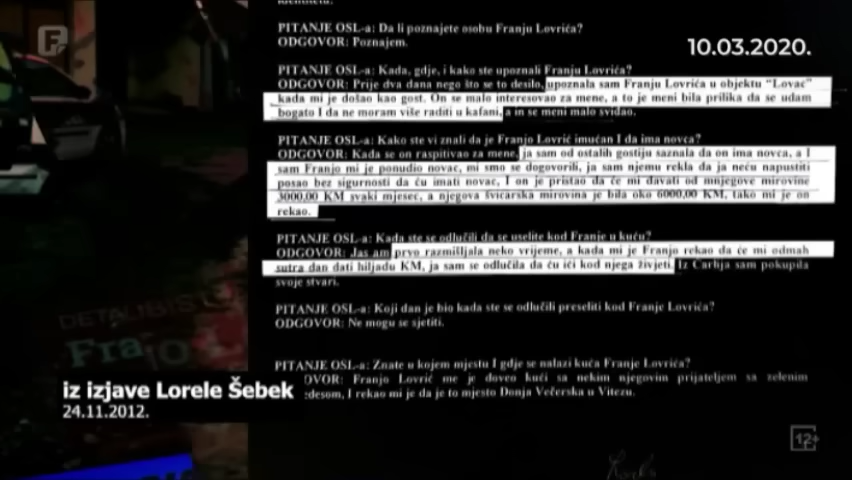 F
10.03.2020.
PITANJE OSL-a: Da li poznajete osobu Franju Lovrića?
ODGOVOR: Poznajem.
PITANJE OSL-a: Kada, gdje, i kako ste upoznali Franju Lovrića?
ODGOVOR: Prije dva dana nego što se to desilo, upoznala sam Franju Lovrića u objektu "Lovac"
kada mi je došao kao gost. On se malo interesovao za mene, a to je meni bila prilika da se udam
bogato I da ne moram više raditi u kafani, a in se meni malo sviđao.
PITANJE OSL-a: Kako ste vi znali da je Franjo Lovrić imućan I da ima novca?
ODGOVOR: Kada se on raspitivao za mene, ja sam od ostalih gostiju saznala da on ima novca, a I
sam Franjo mi je ponudio novac, mi smo se dogovorili, ja sam njemu rekla da ja neću napustiti
posao bez sigurnosti da ću imati novac, I on je pristao da će mi davati od mnjegove mirovine
3000,00 KM svaki mjesec, a njegova švicarska mirovina je bila oko 6000,00 KM, tako mi je on
rekao.
PITANJE OSL-a: Kada ste se odlučili da se uselite kod Franje u kuću?
ODGOVOR: Jas am prvo razmišljala neko vrijeme, a kada mi je Franjo rekao da će mi odmah
sutra dan dati hiljadu KM, ja sam se odlučila da ću ići kod njega živjeti. Iz Carlija sam pokupila
svoje stvari.
PITANJE OSL-a: Koji dan je bio kada ste se odlučili preseliti kod Franje Lovrića?
ODGOVOR: Ne mogu se sjetiti.
PITANJE OSL-a: Znate u kojem mjestu I gdje se nalazi kuća Franje Lovrića?
OVOR: Franjo Lovrić me je doveo kući sa nekim njegovim prijateljem sa zelenim
desom, I rekao mi je da je to mjesto Donja Večerska u Vitezu.
iz izjave Lorele Šebek
24.11.2012.
12+